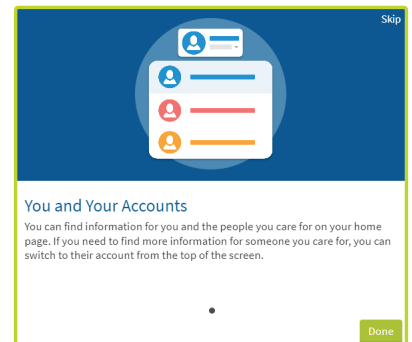 Skip
You and Your Accounts
You can find information for you and the people you care for on your home
page. If you need to find more information for someone you care for, you can
switch to their account from the top of the screen.
Done